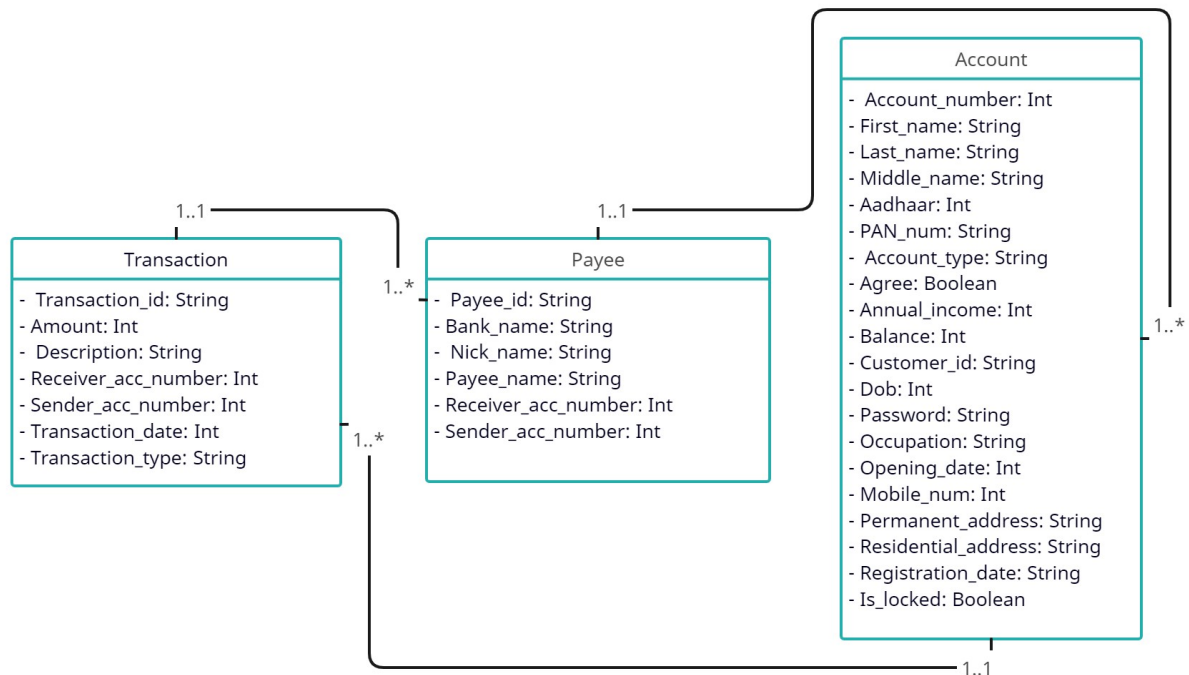 1..1
Transaction
-  Transaction_id: String
- Amount: Int
-  Description: String
- Receiver_acc_number: Int
- Sender_acc_number: Int
- Transaction_date: Int
- Transaction_type: String
1..*
1..*
1..1
Payee
-  Payee_id: String
- Bank_name: String
-  Nick_name: String
- Payee_name: String
- Receiver_acc_number: Int
- Sender_acc_number: Int
Account
-  Account_number: Int
- First_name: String
- Last_name: String
- Middle_name: String
- Aadhaar: Int
- PAN_num: String
-  Account_type: String
- Agree: Boolean
- Annual_income: Int
- Balance: Int
- Customer_id: String
- Dob: Int
- Password: String
- Occupation: String
- Opening_date: Int
- Mobile_num: Int
- Permanent_address: String
- Residential_address: String
- Registration_date: String
- Is_locked: Boolean
1..*
1..1